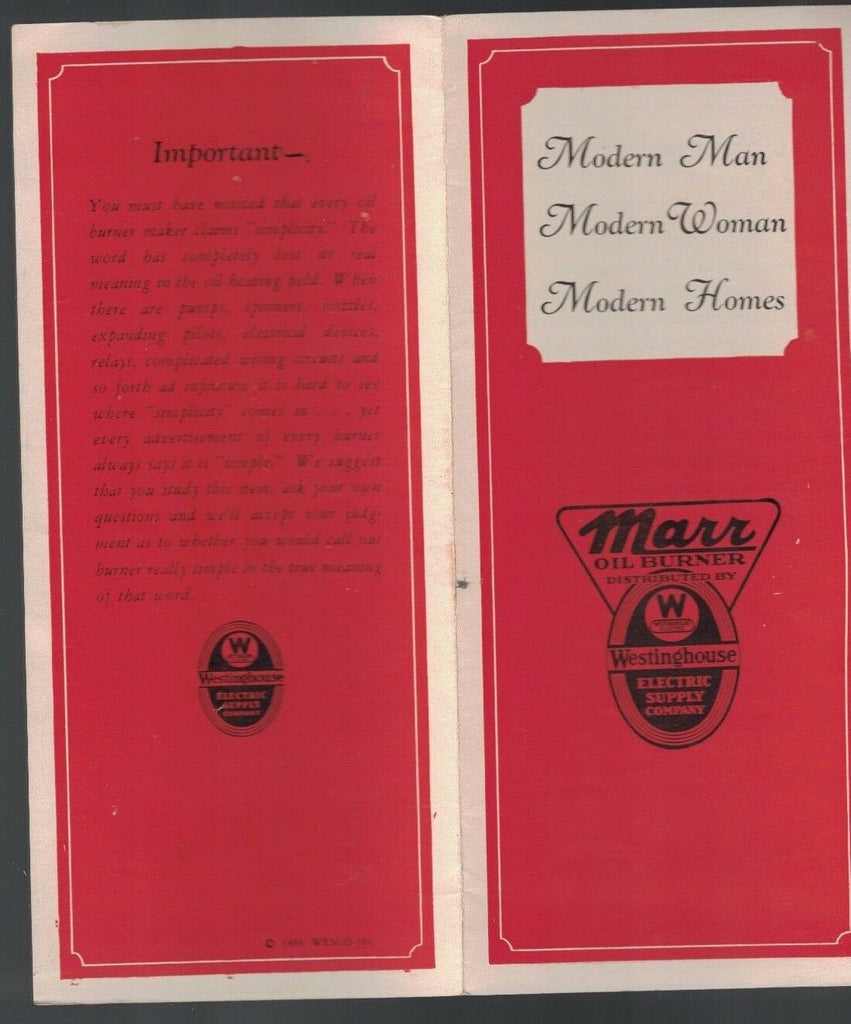 Important—
You must have noticed that every oil
burner maker claims "simplicity." The
word has completely lost its real
meaning in the oil heating field. When
there are pumps, spinners, nozzles,
expanding pilots, electrical devices,
relays, complicated wiring circuits and
so forth ad infinitum it is hard to see
where "simplicity" comes in . . . yet
every advertisement of every burner
always says it is "simple." We suggest
that you study this item, ask your own
questions and we'll accept your judg-
ment as to whether you would call our
burner really simple in the true meaning
of that word.
W
Westinghouse
ELECTRIC
SUPPLY
COMPANY
©
Modern Man
Modern Woman
Modern Homes
Marr
OIL BURNER
DISTRIBUTED BY
W
Westinghouse
ELECTRIC
SUPPLY
COMPANY